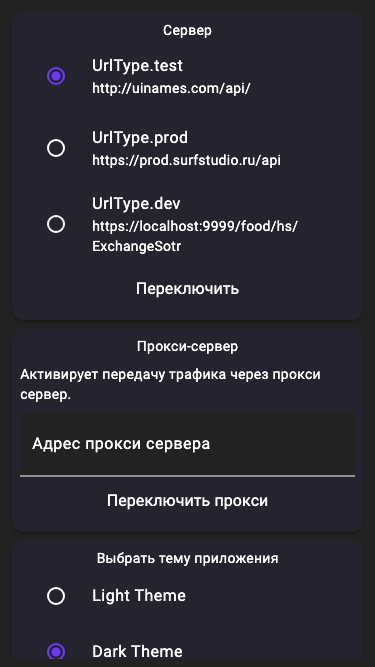 Сервер
UrlType.test
http://uinames.com/api/
UrlType.prod
https://prod.surfstudio.ru/api
UrlType.dev
https://localhost:9999/food/hs/
ExchangeSotr
Переключить
Прокси-сервер
Активирует передачу трафика через прокси
сервер.
Адрес прокси сервера
Переключить прокси
Выбрать тему приложения
Light Theme
Dark Theme